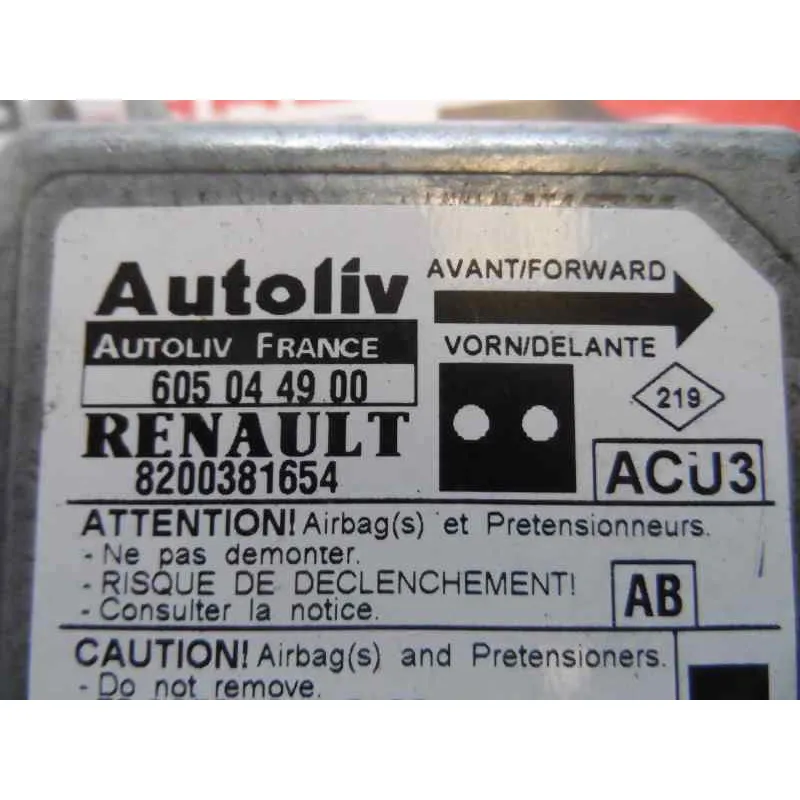 Autoliv
AUTOLIV FRANCE
605 04 49 00
RENAULT
8200381654
AVANT/FORWARD
VORN/DELANTE
219
ACU3
ATTENTION! Airbag(s) et Pretensionneurs.
- Ne pas demonter.
- RISQUE DE DECLENCHEMENT!
- Consulter la notice.
AB
CAUTION! Airbag(s) and Pretensioners.
- Do not remove.